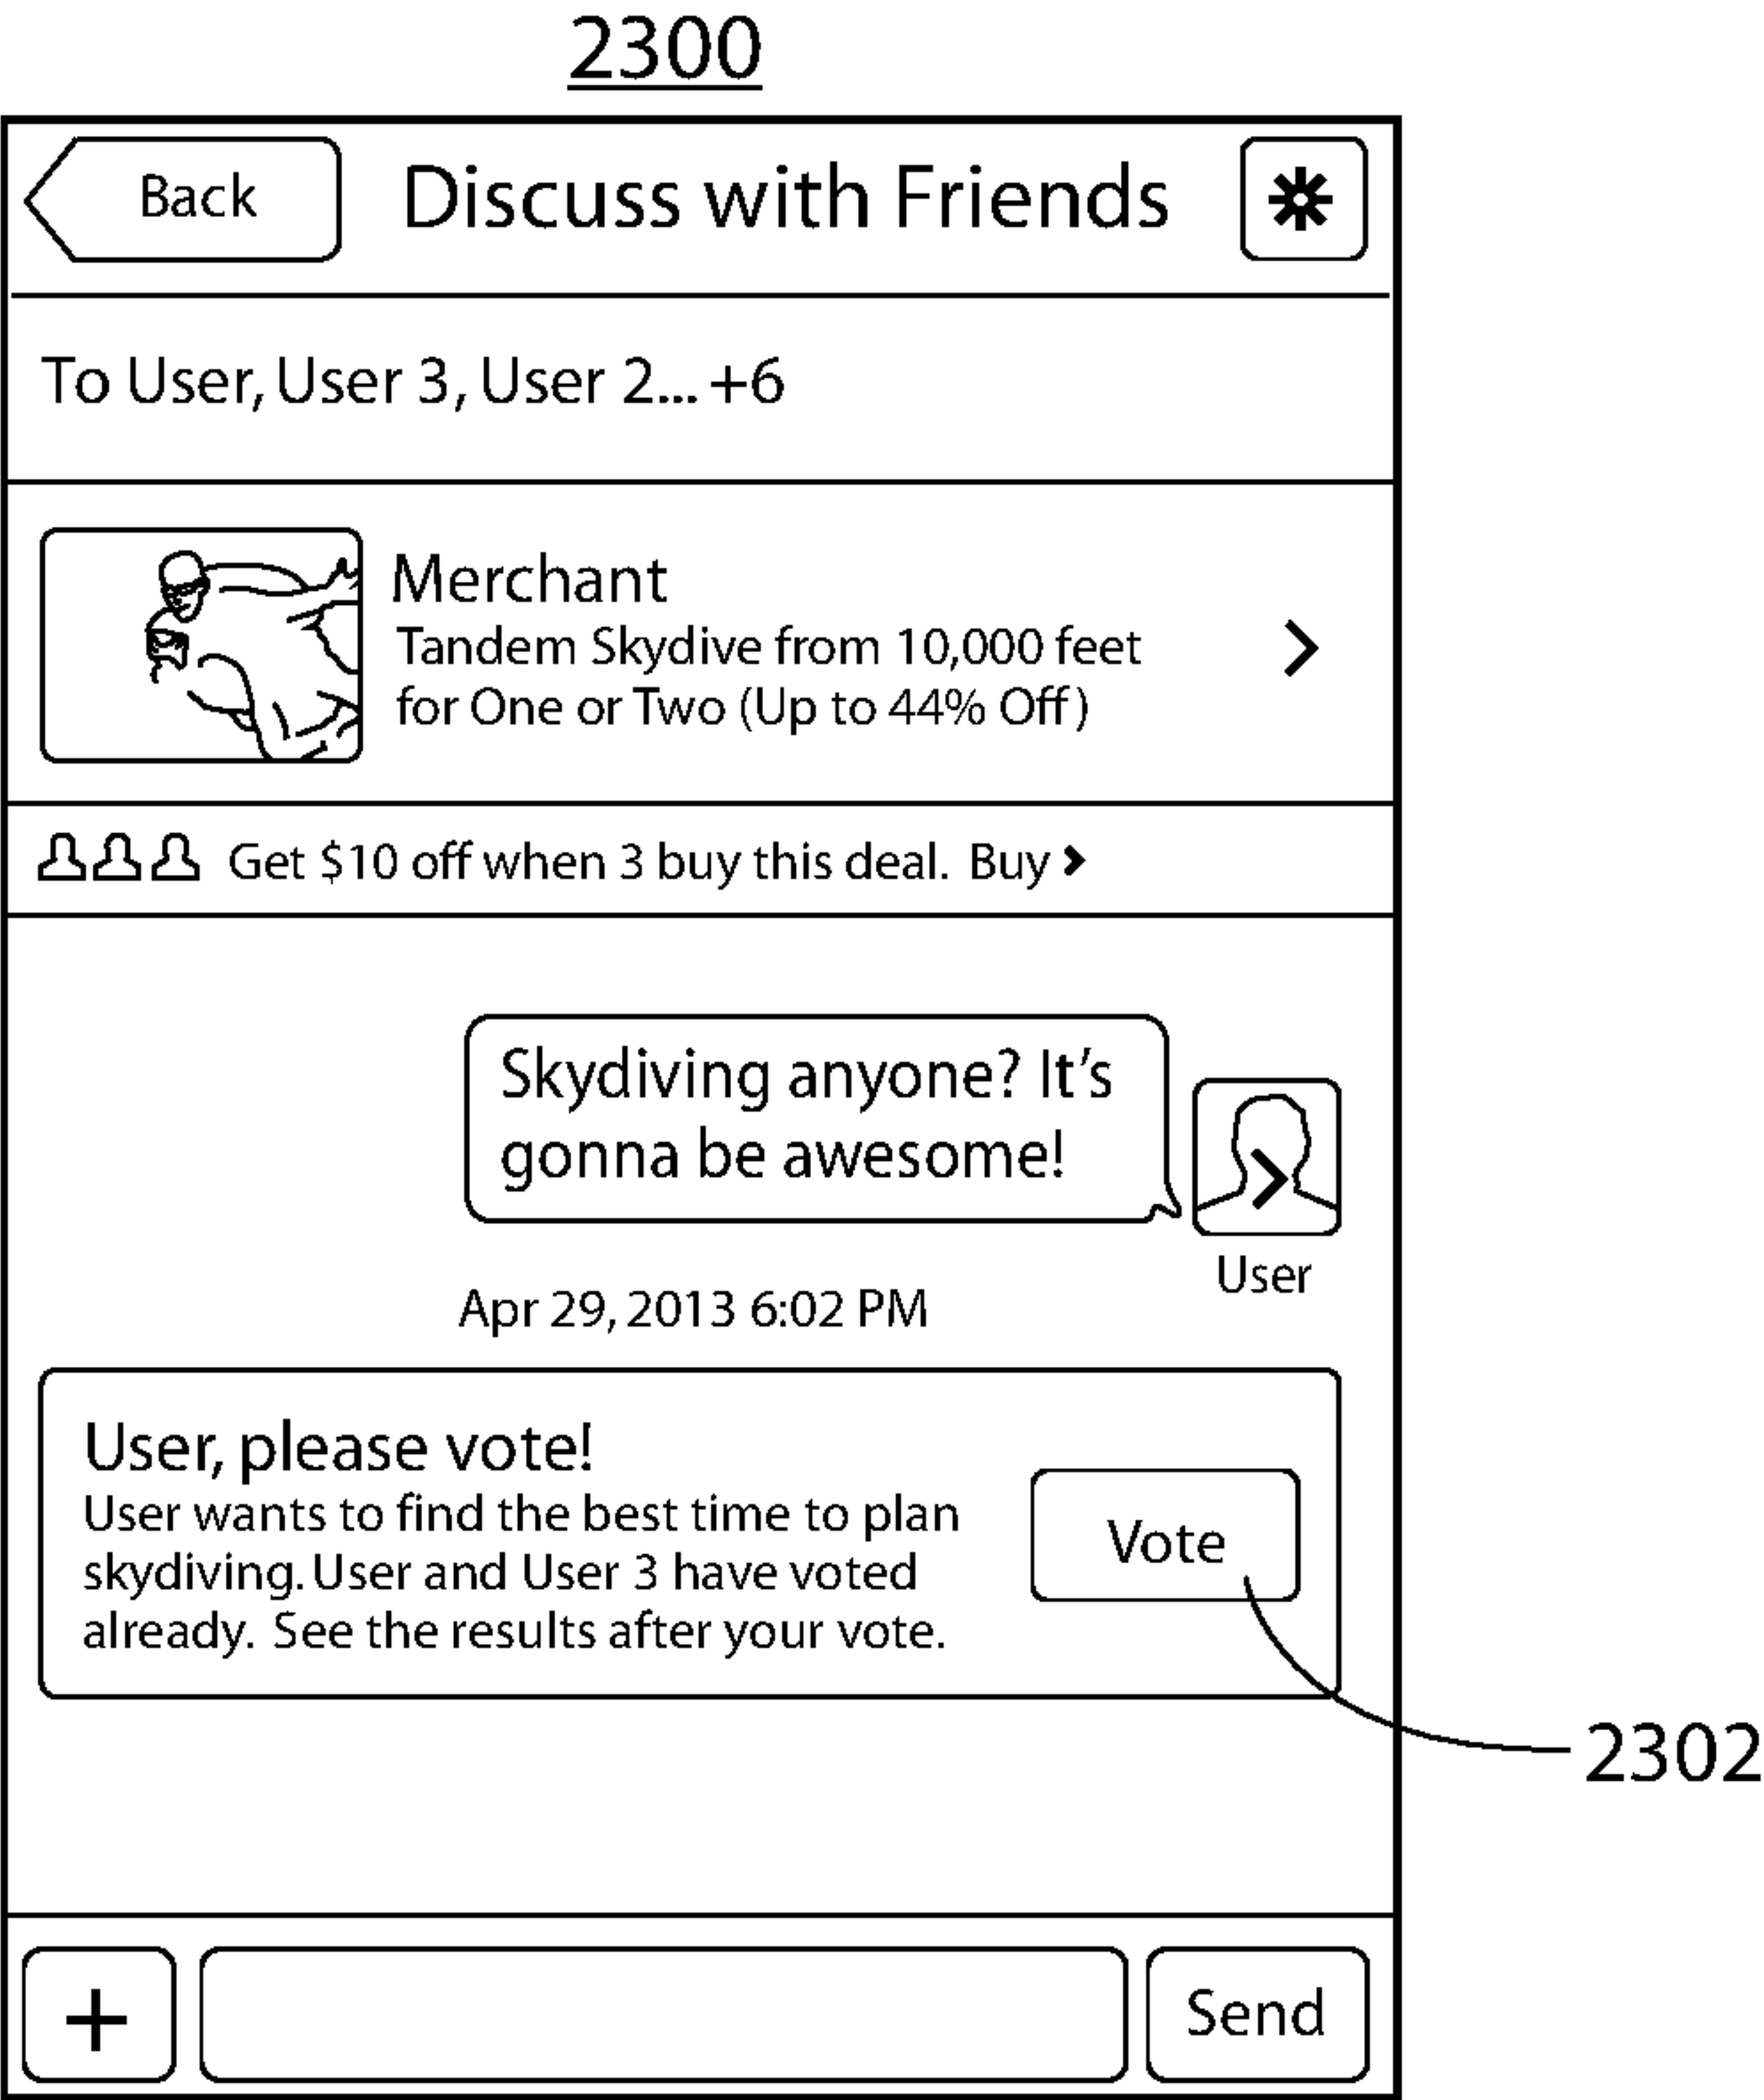 2300
Back
Discuss with Friends
To User, User 3, User 2... +6
Merchant
Tandem Skydive from 10,000 feet
for One or Two (Up to 44% Off)
Get $10 off when 3 buy this deal. Buy
Skydiving anyone? It's
gonna be awesome!
User
Apr 29, 2013 6:02 PM
User, please vote!
User wants to find the best time to plan
skydiving. User and User 3 have voted
already. See the results after your vote.
Vote
2302
+
Send